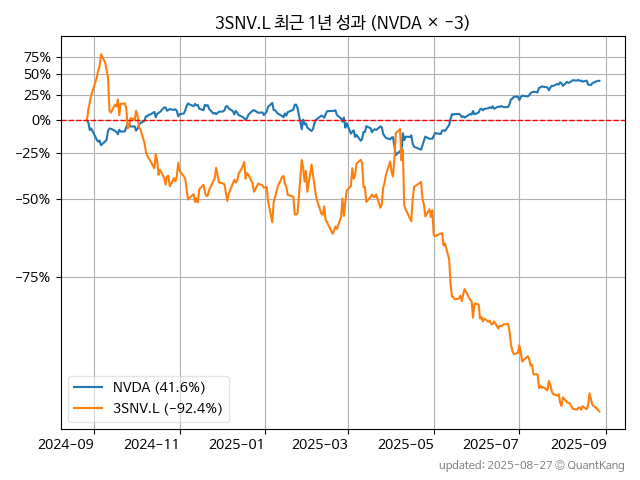 3SNV.L 최근 1년 성과 (NVDA × −3)
75%
50%
25%
0%
−25%
−50%
−75%
NVDA (41.6%)
3SNV.L (−92.4%)
2024-09 2024-11 2025-01 2025-03 2025-05 2025-07 2025-09
updated: 2025-08-27 © QuantKang